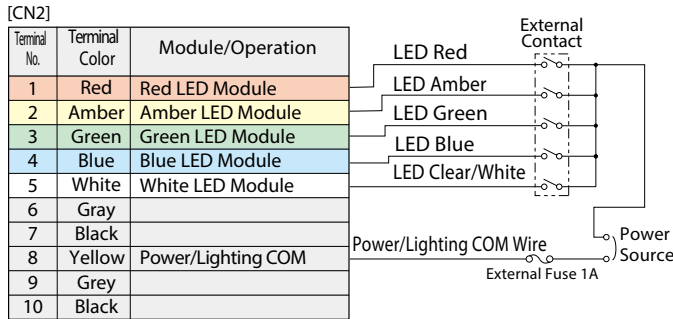 [CN2]
Terminal No. Terminal Color Module/Operation
1 Red Red LED Module
2 Amber Amber LED Module
3 Green Green LED Module
4 Blue Blue LED Module
5 White White LED Module
6 Gray
7 Black
8 Yellow Power/Lighting COM
9 Grey
10 Black
External
Contact
LED Red
LED Amber
LED Green
LED Blue
LED Clear/White
Power/Lighting COM Wire
External Fuse 1A
Power
Source